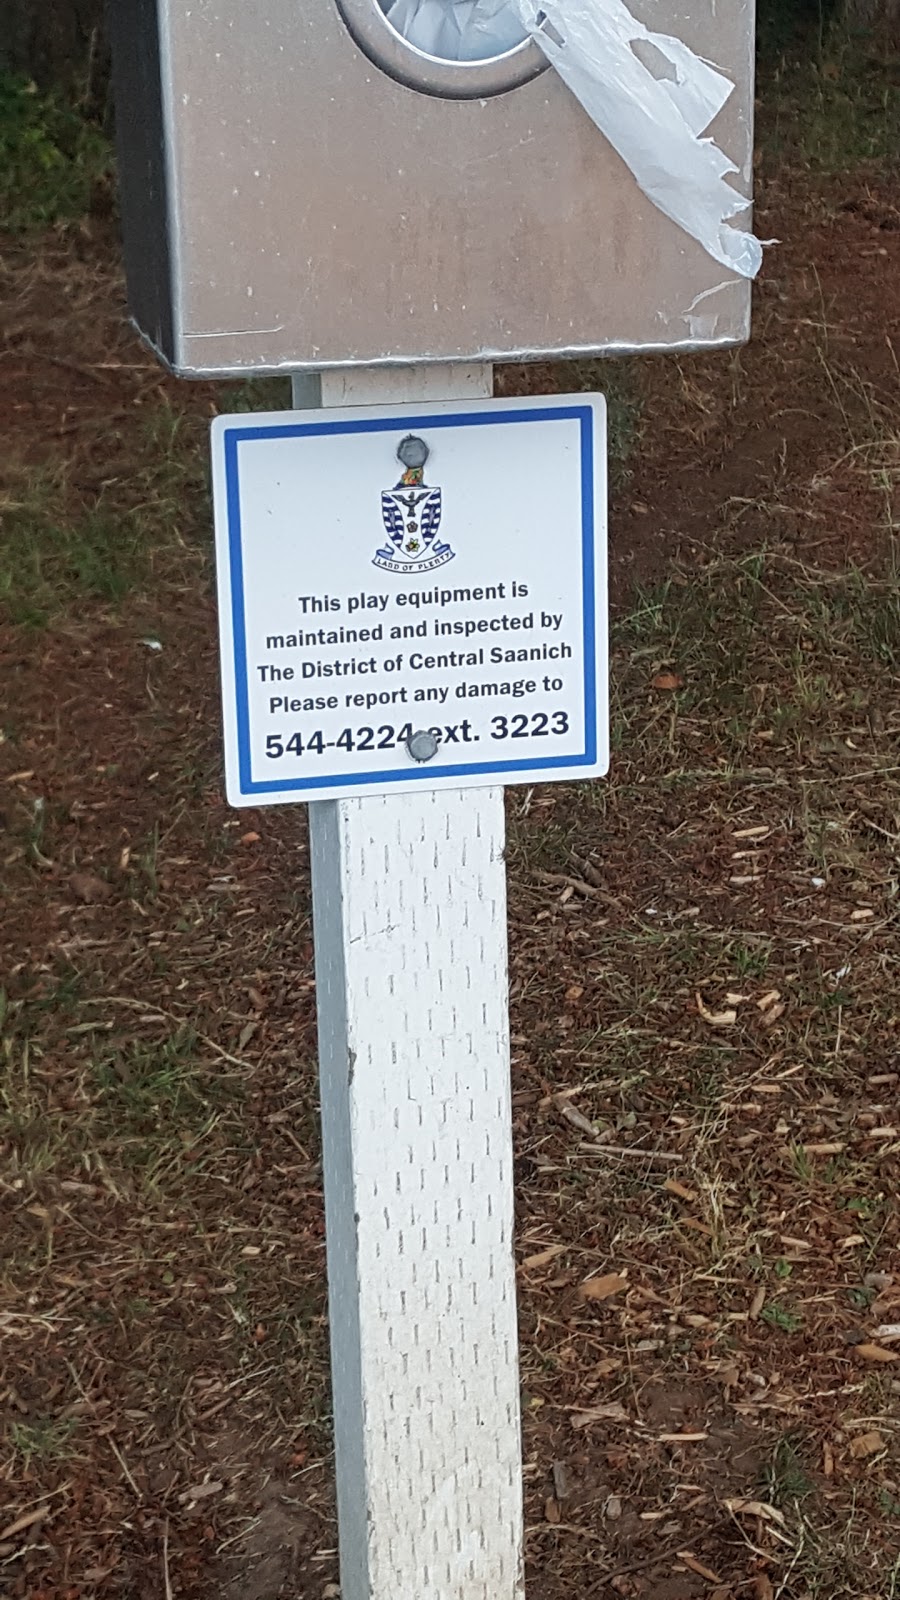 LAND OF PLENTY
This play equipment is
maintained and inspected by
The District of Central Saanich
Please report any damage to
544-4224 ext. 3223